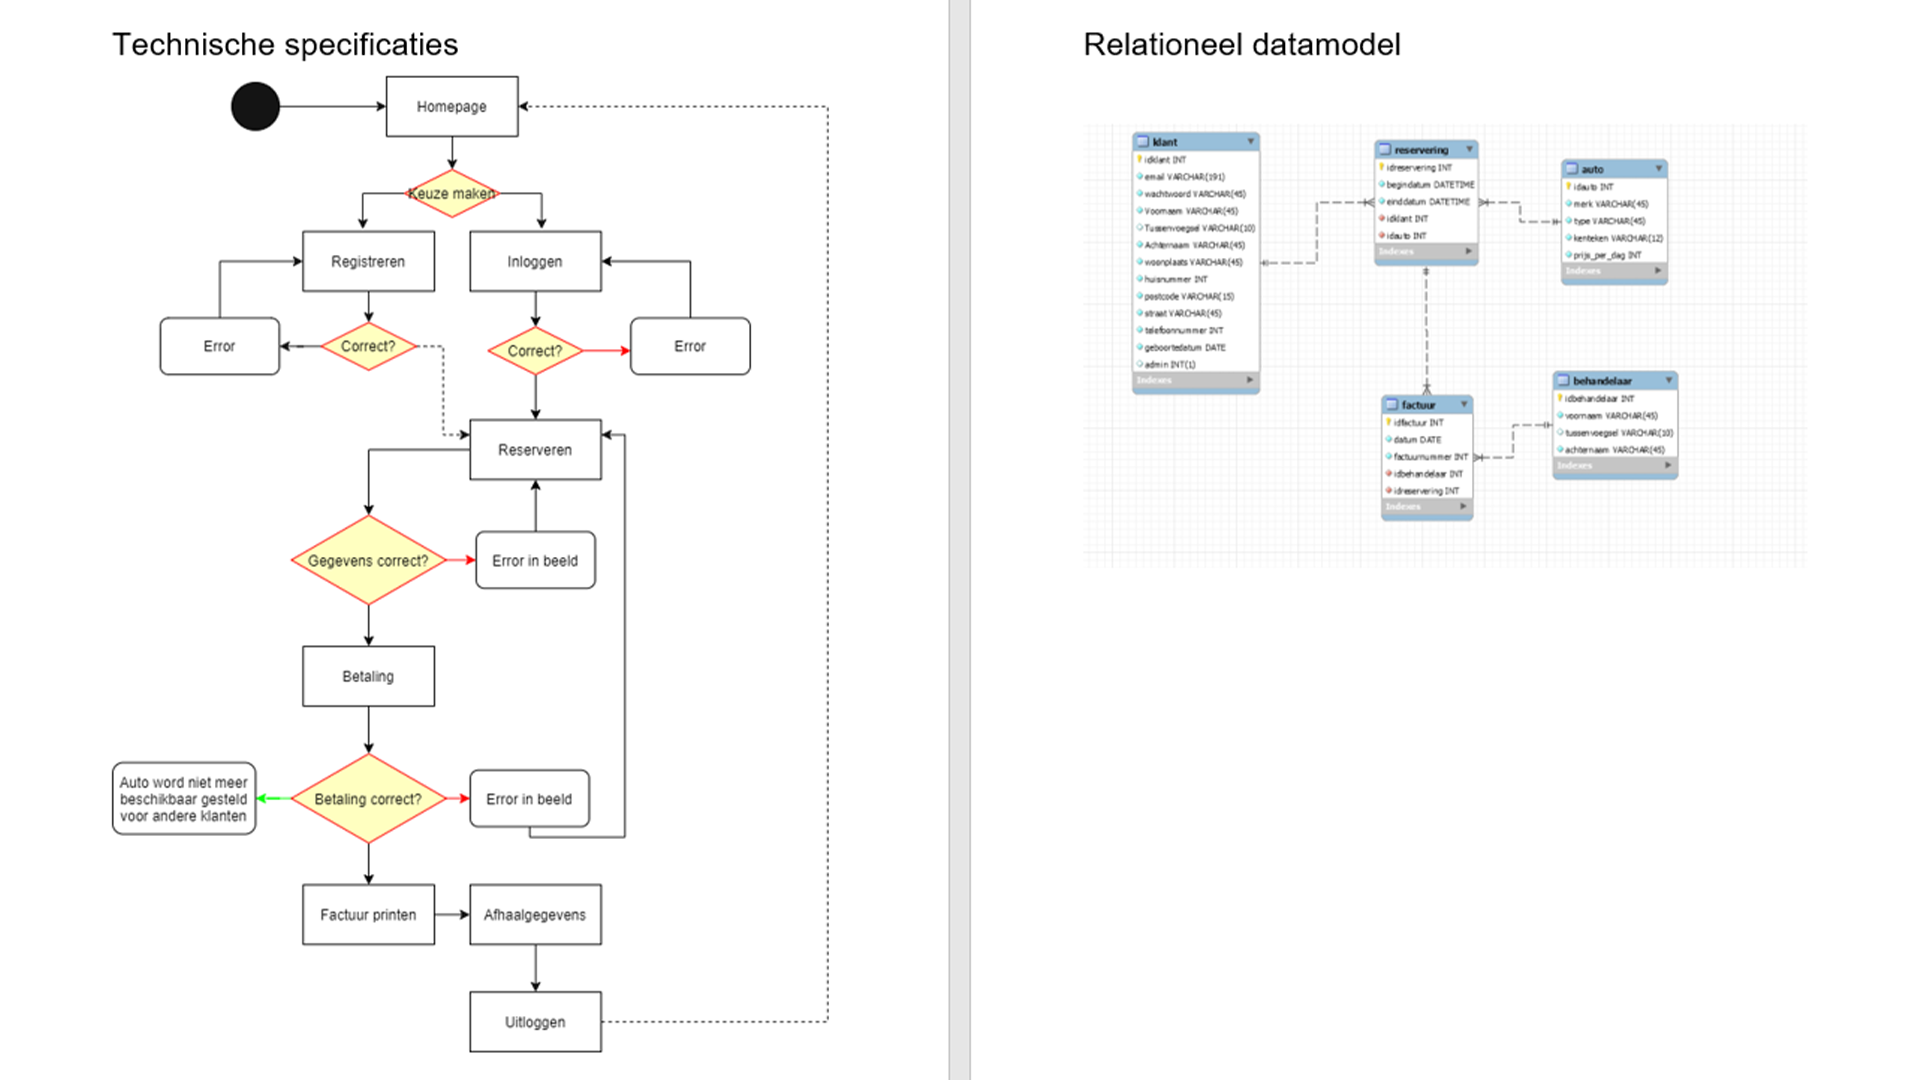 Technische specificaties
Homepage
Keuze maken
Registreren
Inloggen
Error
Correct?
Correct?
Error
Reserveren
Gegevens correct?
Error in beeld
Betaling
Auto word niet meer
beschikbaar gesteld
voor andere klanten
Betaling correct?
Error in beeld
Factuur printen
Afhaalgegevens
Uitloggen
Relationeel datamodel
klant
idklant INT
email VARCHAR(191)
wachtwoord VARCHAR(45)
Voornaam VARCHAR(45)
Tussenvoegsel VARCHAR(10)
Achternaam VARCHAR(45)
woonplaats VARCHAR(45)
huisnummer INT
postcode VARCHAR(15)
straat VARCHAR(45)
telefoonnummer INT
geboortedatum DATE
admin INT(1)
Indexes
reservering
idreservering INT
begindatum DATETIME
einddatum DATETIME
idklant INT
idauto INT
Indexes
auto
idauto INT
merk VARCHAR(45)
type VARCHAR(45)
kenteken VARCHAR(12)
prijs_per_dag INT
Indexes
factuur
idfactuur INT
datum DATE
factuurnummer INT
idbehandelaar INT
idreservering INT
Indexes
behandelaar
idbehandelaar INT
voornaam VARCHAR(45)
tussenvoegsel VARCHAR(10)
achternaam VARCHAR(45)
Indexes